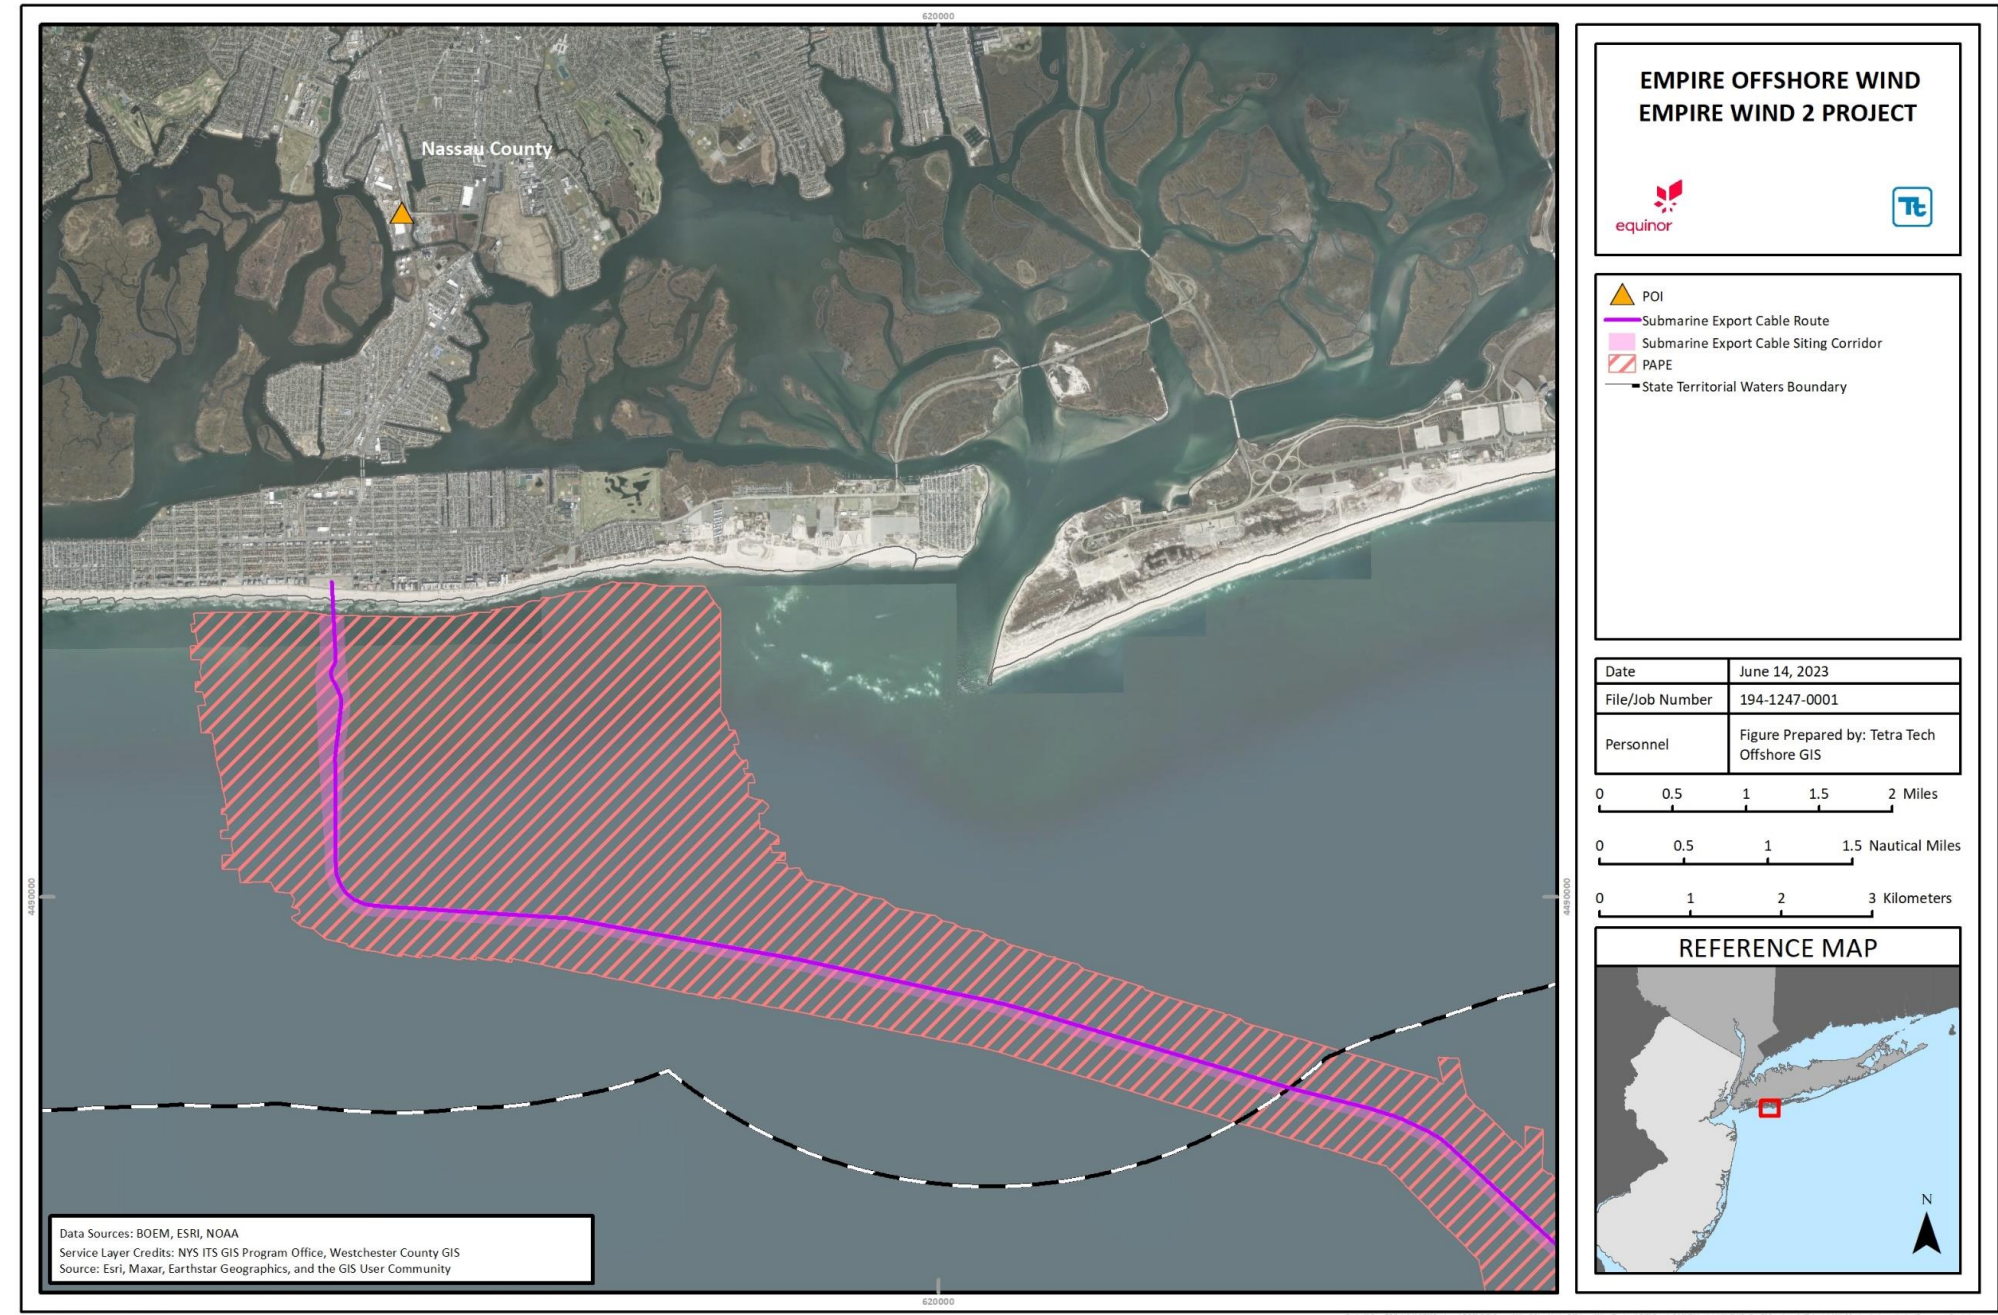 620000
Nassau County
4490000
4490000
620000
Data Sources: BOEM, ESRI, NOAA
Service Layer Credits: NYS ITS GIS Program Office, Westchester County GIS
Source: Esri, Maxar, Earthstar Geographics, and the GIS User Community
EMPIRE OFFSHORE WIND
EMPIRE WIND 2 PROJECT
equinor
Tt
POI
Submarine Export Cable Route
Submarine Export Cable Siting Corridor
PAPE
State Territorial Waters Boundary
Date June 14, 2023
File/Job Number 194-1247-0001
Personnel Figure Prepared by: Tetra Tech
Offshore GIS
0 0.5 1 1.5 2 Miles
0 0.5 1 1.5 Nautical Miles
0 1 2 3 Kilometers
REFERENCE MAP
N